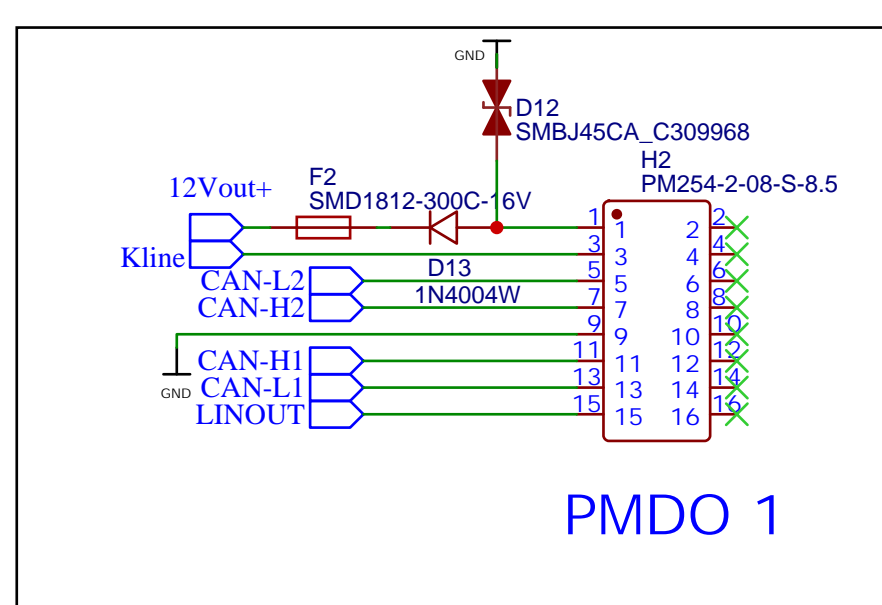 GND
D12
SMBJ45CA_C309968
H2
PM254-2-08-S-8.5
12Vout+
F2
SMD1812-300C-16V
1 1 2 2
Kline
3 3 4 4
D13
CAN-L2 5 5 6 6
1N4004W
CAN-H2 7 7 8 8
9 9 10 10
GND
CAN-H1 11 11 12 12
CAN-L1 13 13 14 14
LINOUT 15 15 16 16
PMDO 1